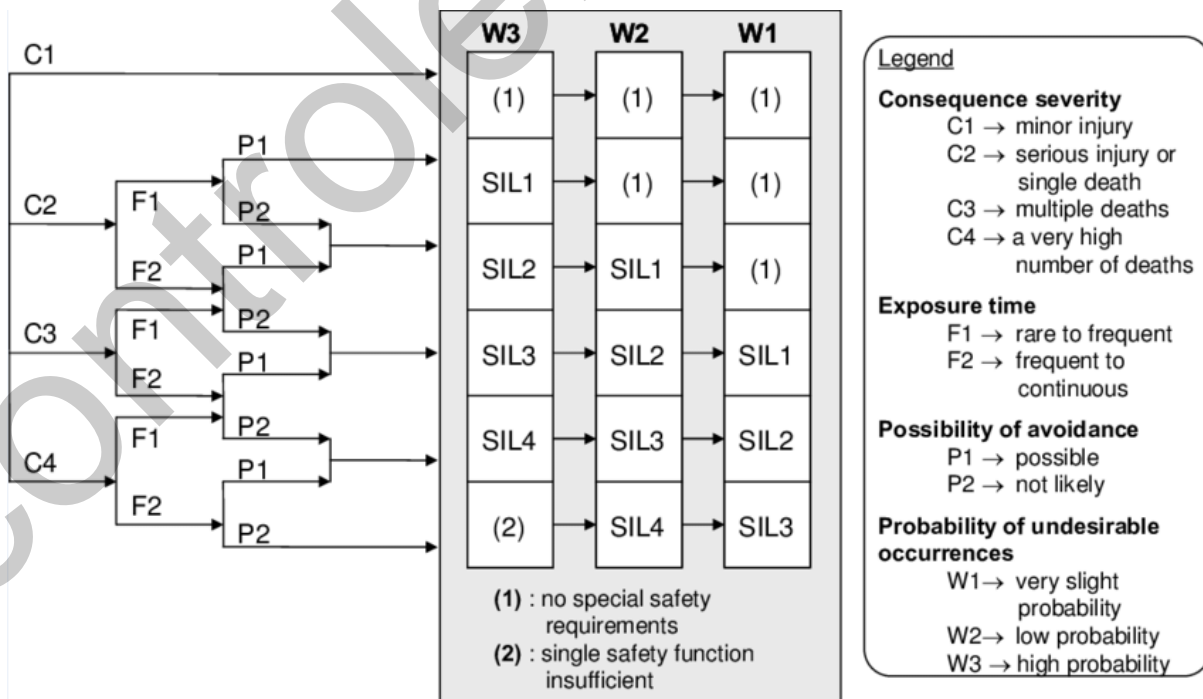 W3 W2 W1
C1
(1) (1) (1)
P1
SIL1 (1) (1)
C2 F1 P2
F2 P1
SIL2 SIL1 (1)
C3 F1 P2
F2 P1
SIL3 SIL2 SIL1
C4 F1 P2
P1
SIL4 SIL3 SIL2
F2 P2
(2) SIL4 SIL3
(1) : no special safety
requirements
(2) : single safety function
insufficient
Legend
Consequence severity
C1 → minor injury
C2 → serious injury or
single death
C3 → multiple deaths
C4 → a very high
number of deaths
Exposure time
F1 → rare to frequent
F2 → frequent to
continuous
Possibility of avoidance
P1 → possible
P2 → not likely
Probability of undesirable
occurrences
W1→ very slight
probability
W2→ low probability
W3 → high probability
controle